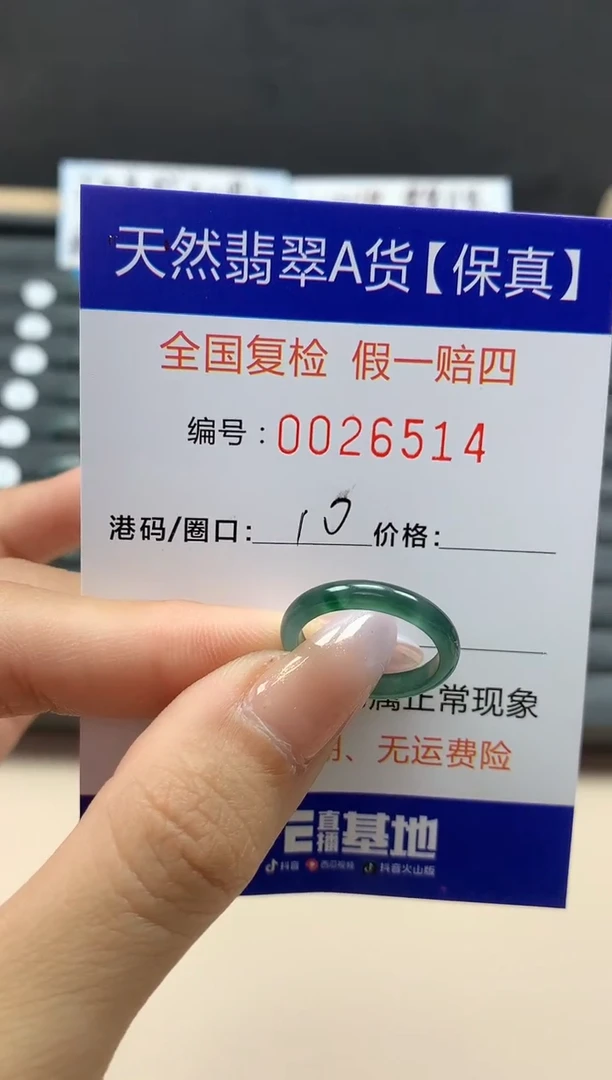 天然翡翠A货【保真】
全国复检 假一赔四
编号:0026514
港码/圈口: 10 价格:
属正常现象
、无运费险
直播基地
抖音 西瓜视频 抖音火山版